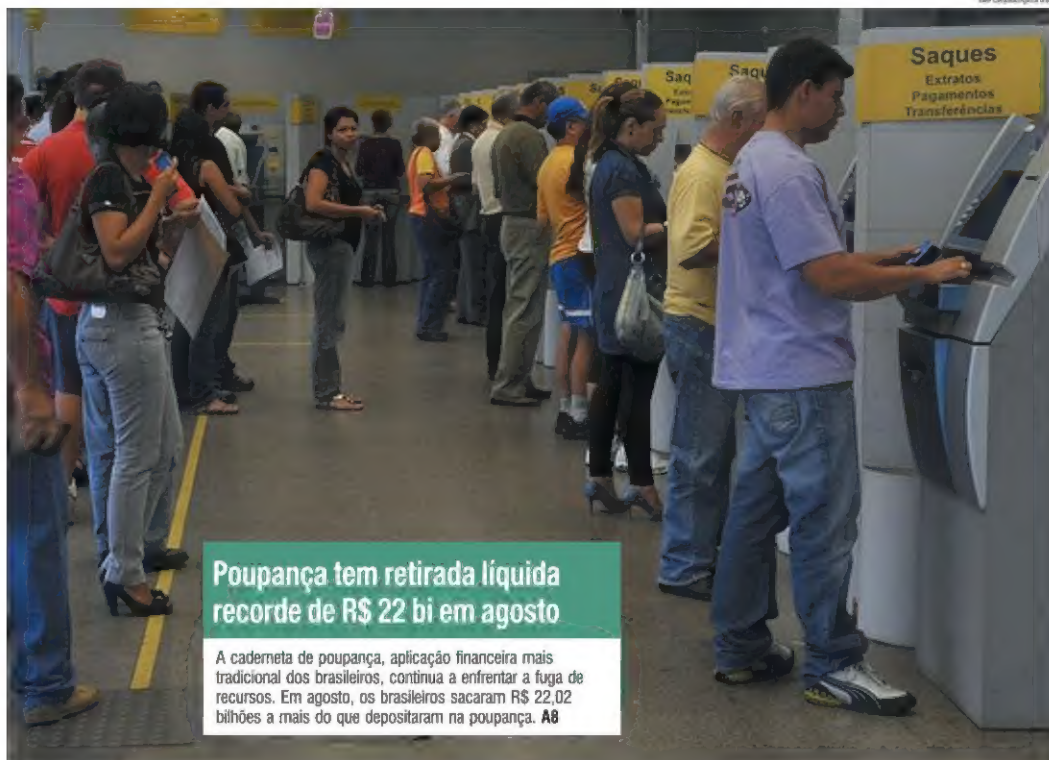 Saques
Extratos
Pagamentos
Transferências
Saq
Saqu
Poupança tem retirada líquida
recorde de R$ 22 bi em agosto
A caderneta de poupança, aplicação financeira mais
tradicional dos brasileiros, continua a enfrentar a fuga de
recursos. Em agosto, os brasileiros sacaram R$ 22,02
bilhões a mais do que depositaram na poupança. A8